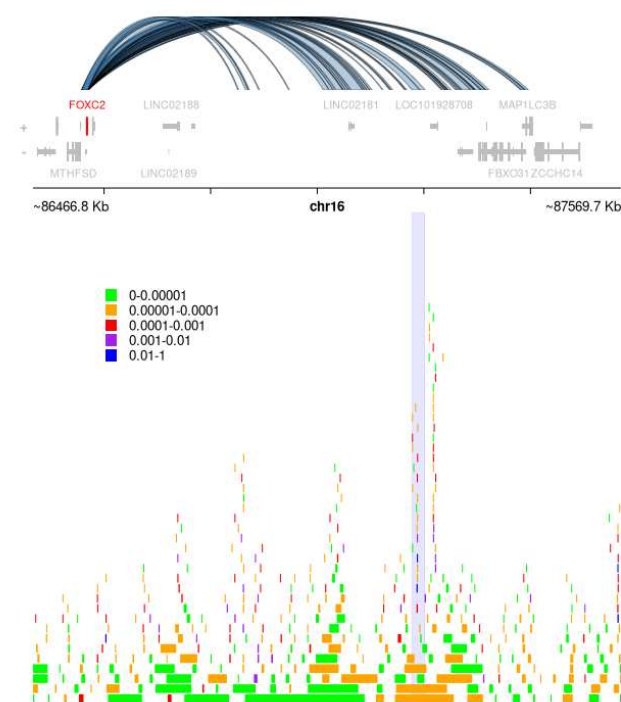 FOXC2 LINC02188 LINC02181 LOC101928708 MAP1LC3B
+
-
MTHFSD LINC02189 FBXO31 ZCCHC14
~86466.8 Kb chr16 ~87569.7 Kb
0-0.00001
0.00001-0.0001
0.0001-0.001
0.001-0.01
0.01-1